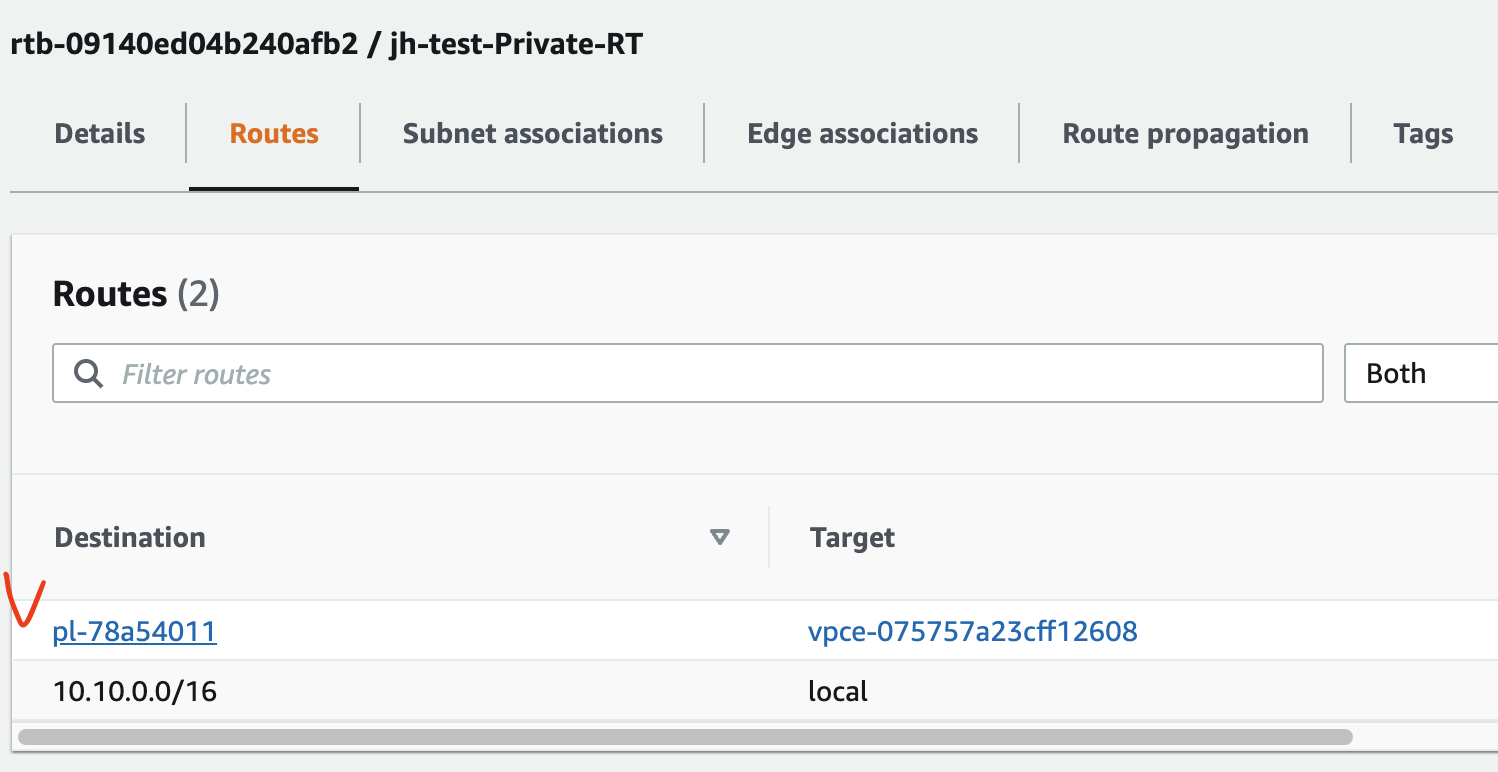 rtb-09140ed04b240afb2 / jh-test-Private-RT
Details Routes Subnet associations Edge associations Route propagation Tags
Routes (2)
Filter routes Both
Destination Target
pl-78a54011 vpce-075757a23cff12608
10.10.0.0/16 local